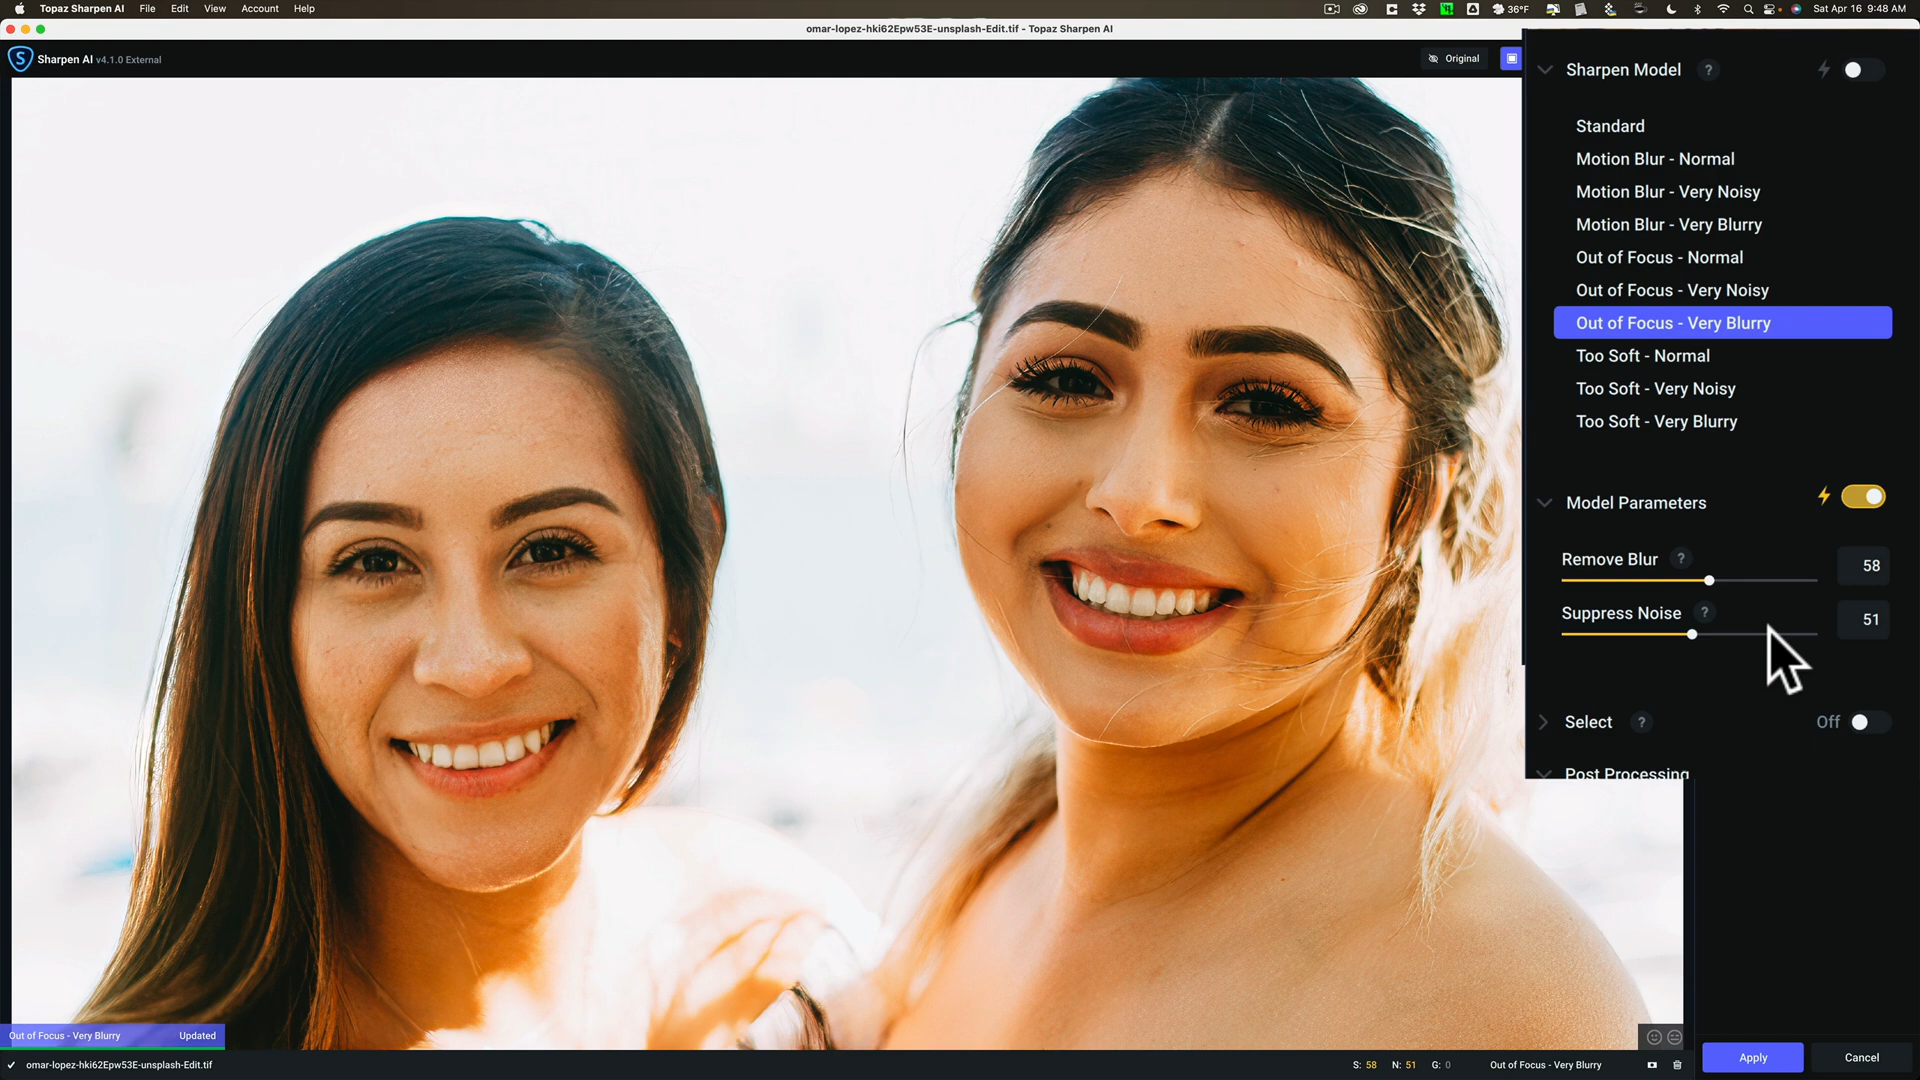 Topaz Sharpen AI File Edit View Account Help 36°F Sat Apr 16 9:48 AM
omar-lopez-hki62Epw53E-unsplash-Edit.tif - Topaz Sharpen AI
S Sharpen AI v4.1.0 External Original
Sharpen Model ?
Standard
Motion Blur - Normal
Motion Blur - Very Noisy
Motion Blur - Very Blurry
Out of Focus - Normal
Out of Focus - Very Noisy
Out of Focus - Very Blurry
Too Soft - Normal
Too Soft - Very Noisy
Too Soft - Very Blurry
Model Parameters
Remove Blur ? 58
Suppress Noise ? 51
Select ? Off
Post Processing
Out of Focus - Very Blurry Updated
omar-lopez-hki62Epw53E-unsplash-Edit.tif S: 58 N: 51 G: 0 Out of Focus - Very Blurry
Apply Cancel